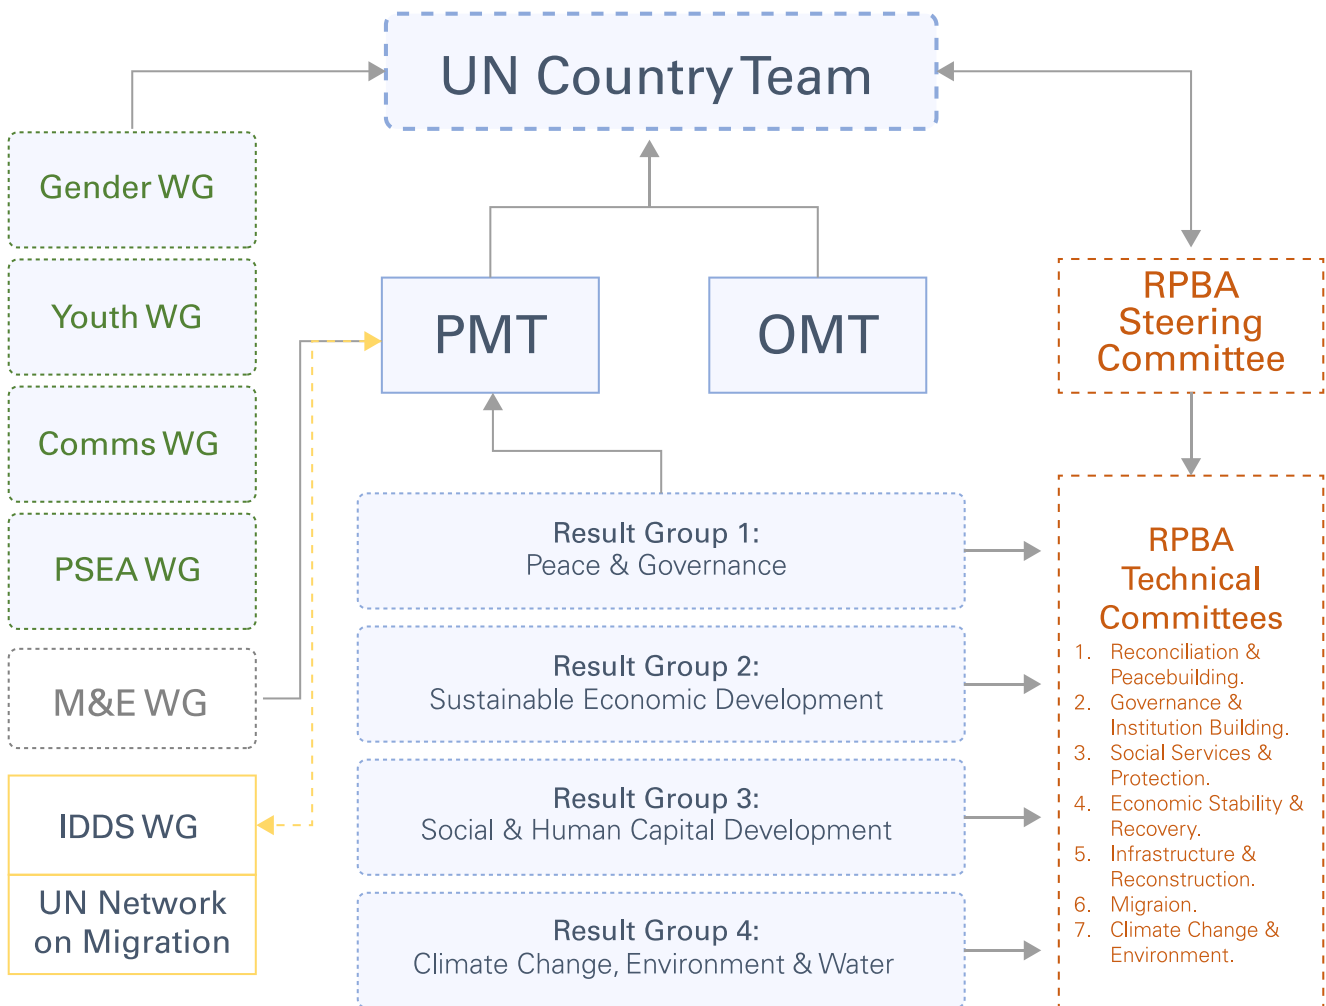 UN Country Team
Gender WG
Youth WG
Comms WG
PSEA WG
M&E WG
IDDS WG
UN Network
on Migration
PMT
OMT
Result Group 1:
Peace & Governance
Result Group 2:
Sustainable Economic Development
Result Group 3:
Social & Human Capital Development
Result Group 4:
Climate Change, Environment & Water
RPBA
Steering
Committee
RPBA
Technical
Committees
1. Reconciliation &
Peacebuilding.
2. Governance &
Institution Building.
3. Social Services &
Protection.
4. Economic Stability &
Recovery.
5. Infrastructure &
Reconstruction.
6. Migraion.
7. Climate Change &
Environment.